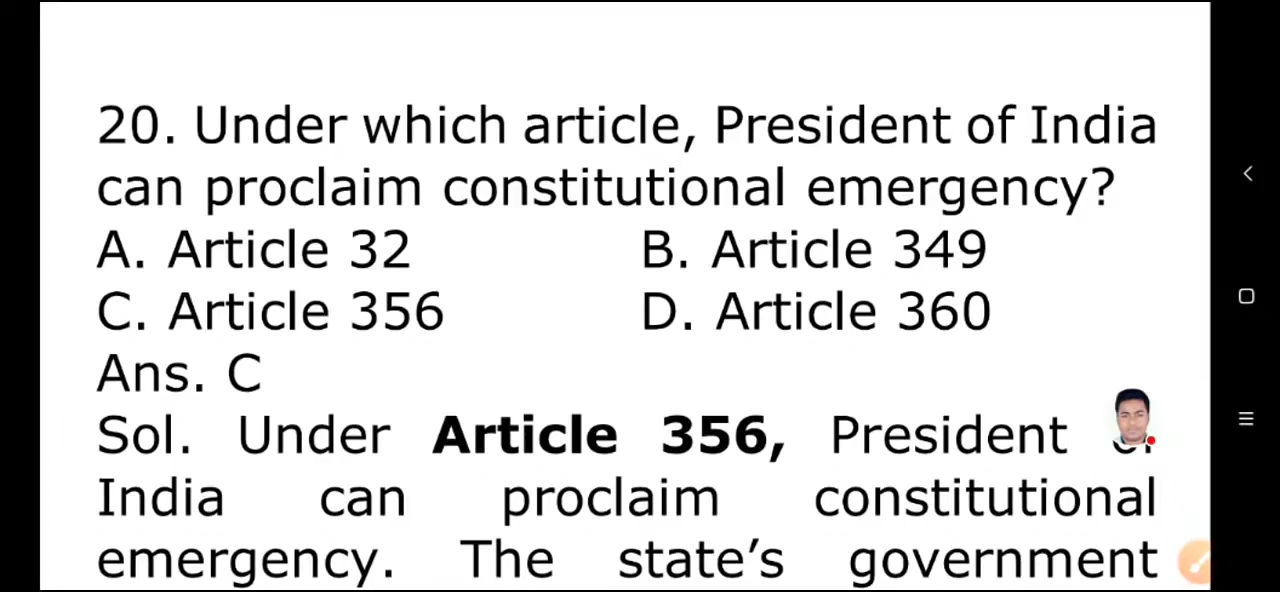 20. Under which article, President of India
can proclaim constitutional emergency?
A. Article 32 B. Article 349
C. Article 356 D. Article 360
Ans. C
Sol. Under Article 356, President
India can proclaim constitutional
emergency. The state’s government